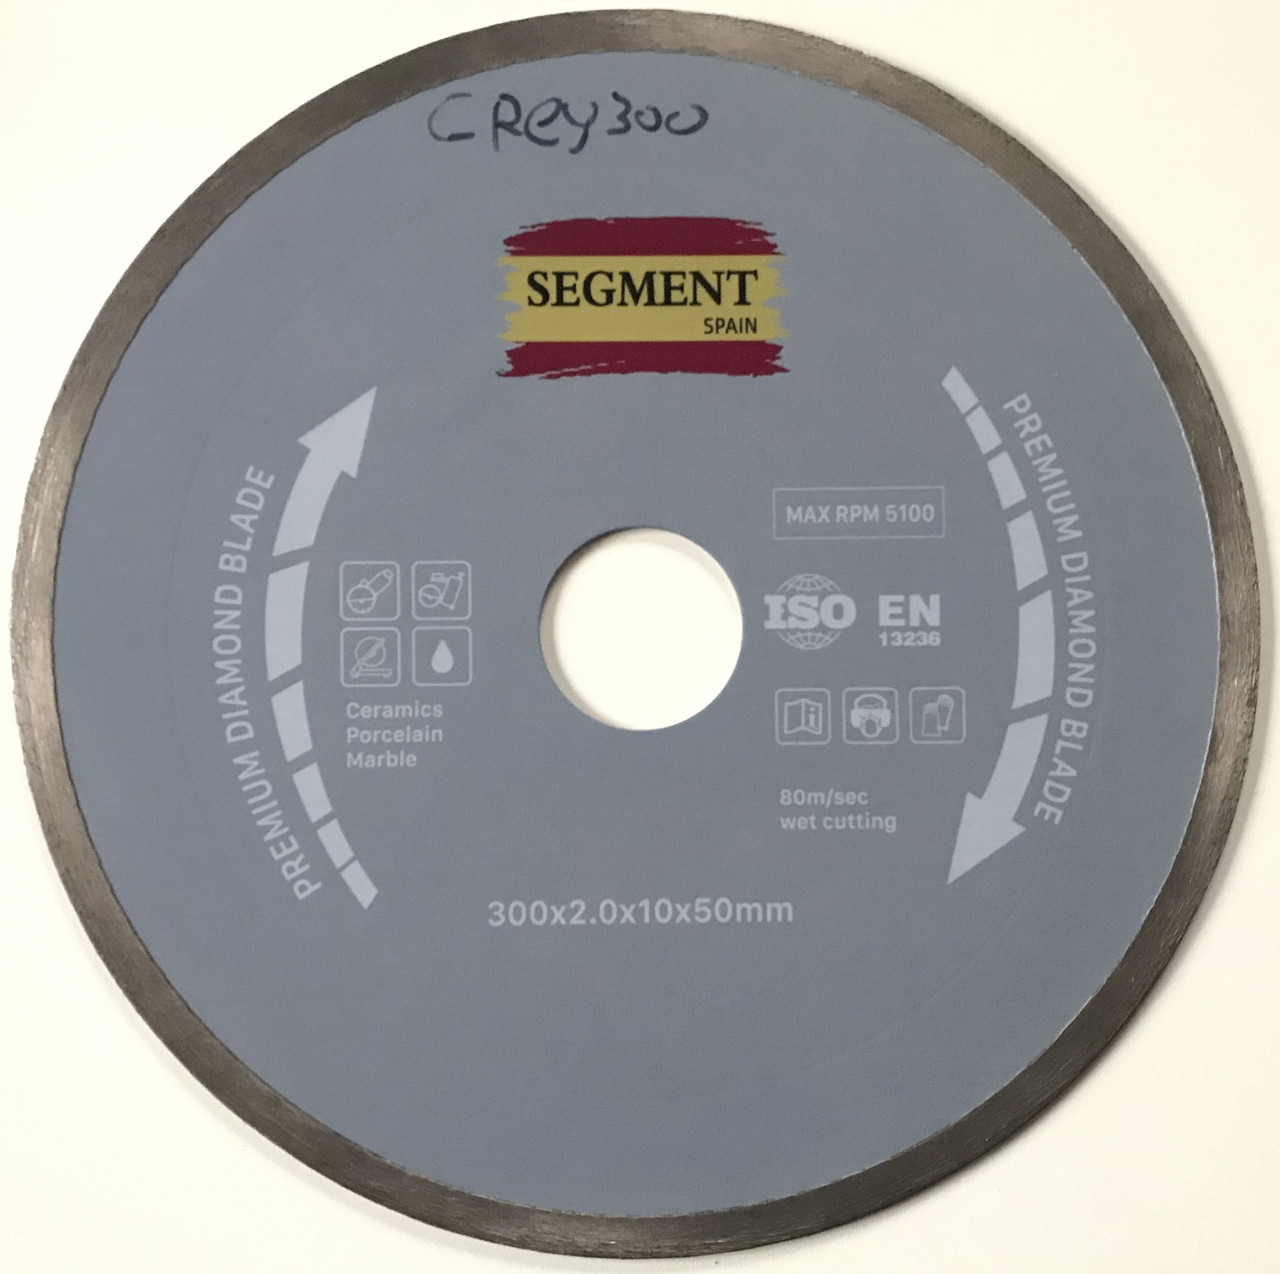 GRey300
SEGMENT
SPAIN
PREMIUM DIAMOND BLADE
PREMIUM DIAMOND BLADE
MAX RPM 5100
ISO EN
13236
Ceramics
Porcelain
Marble
80m/sec
wet cutting
300x2.0x10x50mm